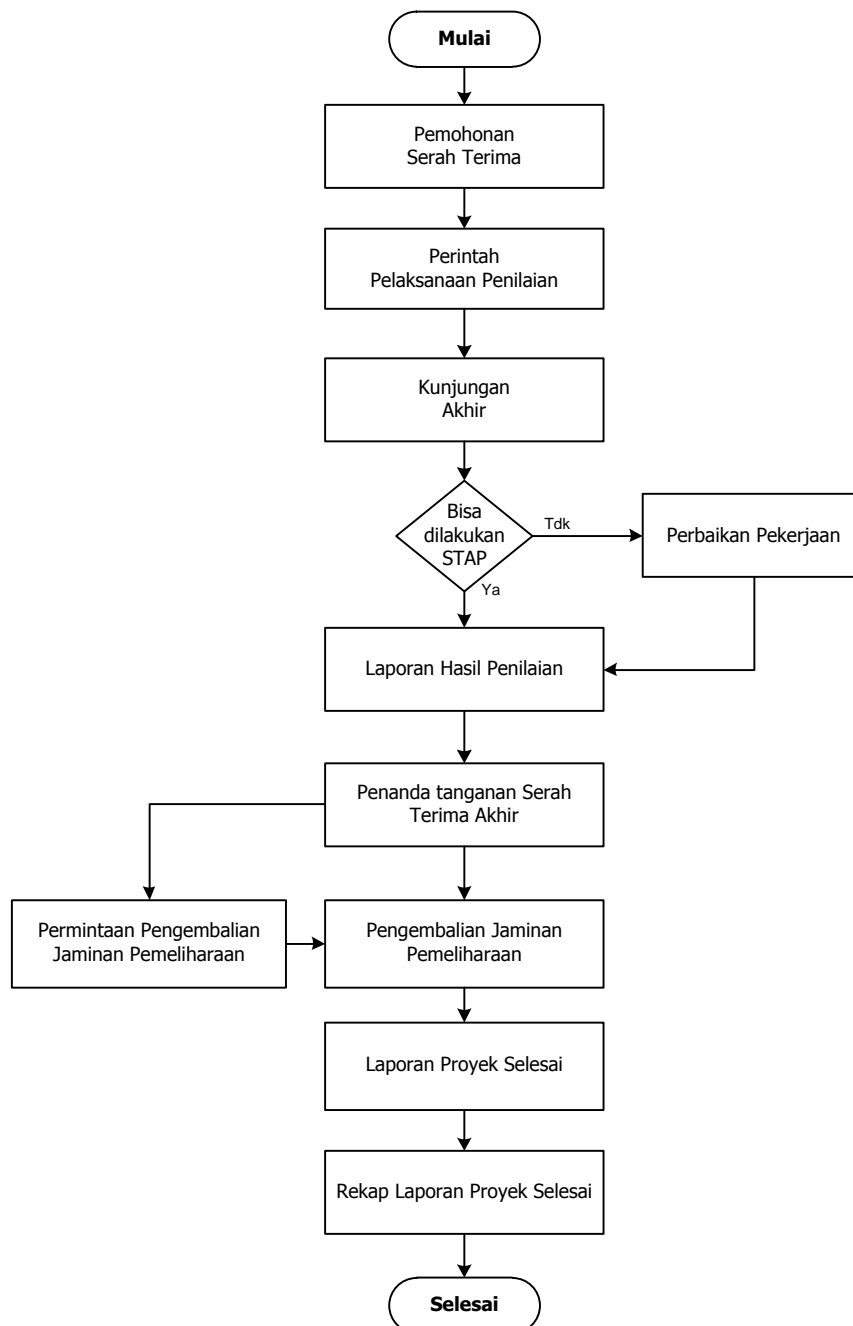 Mulai
Pemohonan
Serah Terima
Perintah
Pelaksanaan Penilaian
Kunjungan
Akhir
Bisa
dilakukan
STAP
Tdk
Perbaikan Pekerjaan
Ya
Laporan Hasil Penilaian
Penanda tanganan Serah
Terima Akhir
Permintaan Pengembalian
Jaminan Pemeliharaan
Pengembalian Jaminan
Pemeliharaan
Laporan Proyek Selesai
Rekap Laporan Proyek Selesai
Selesai